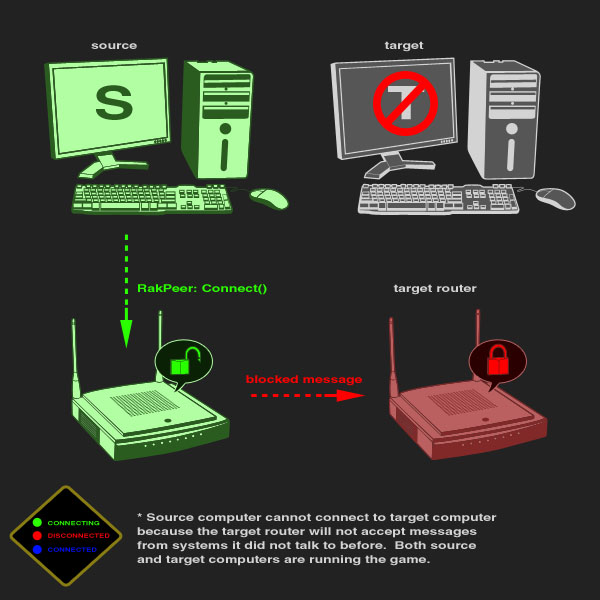 source
target
S
T
RakPeer: Connect()
target router
blocked message
CONNECTING
DISCONNECTED
CONNECTED
* Source computer cannot connect to target computer
because the target router will not accept messages
from systems it did not talk to before.  Both source
and target computers are running the game.